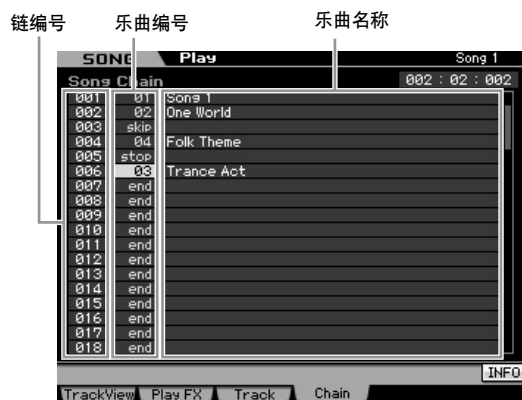 链编号 乐曲编号 乐曲名称
SONG Play Song 1
Song Chain 002 : 02 : 002
001 01 Song 1
002 02 One World
003 skip
004 04 Folk Theme
005 stop
006 03 Trance Act
007 end
008 end
009 end
010 end
011 end
012 end
013 end
014 end
015 end
016 end
017 end
018 end
INFO
TrackView Play FX Track Chain